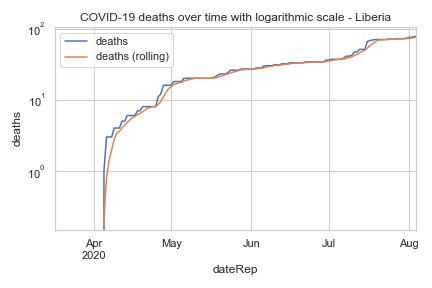 COVID-19 deaths over time with logarithmic scale - Liberia
deaths
deaths (rolling)
10²
10¹
10⁰
deaths
Apr
2020
May
Jun
Jul
Aug
dateRep